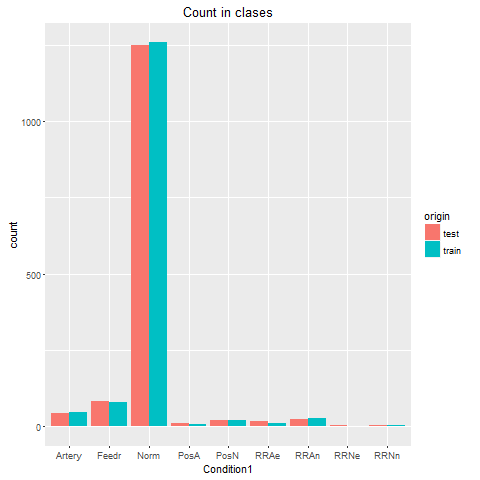 Count in clases
1000
500
0
count
Artery Feedr Norm PosA PosN RRAe RRAn RRNe RRNn
Condition1
origin
test
train